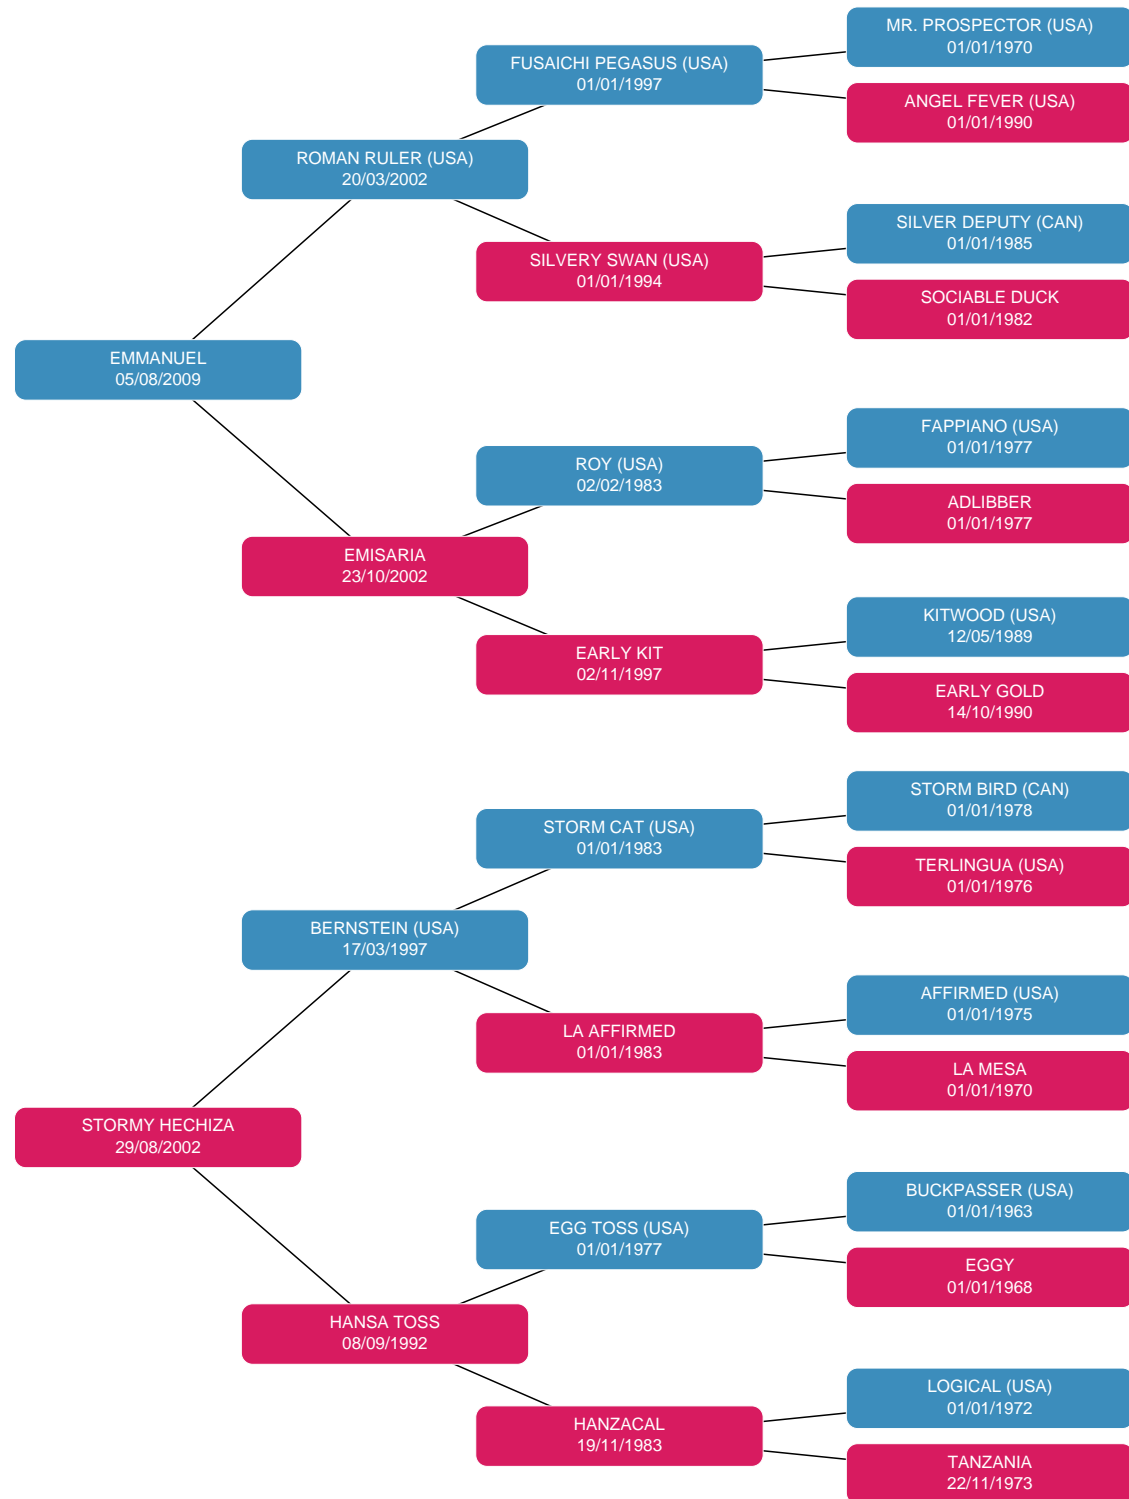 MR. PROSPECTOR (USA)
01/01/1970
FUSAICHI PEGASUS (USA)
01/01/1997
ANGEL FEVER (USA)
01/01/1990
ROMAN RULER (USA)
20/03/2002
SILVER DEPUTY (CAN)
01/01/1985
SILVERY SWAN (USA)
01/01/1994
SOCIABLE DUCK
01/01/1982
EMMANUEL
05/08/2009
FAPPIANO (USA)
01/01/1977
ROY (USA)
02/02/1983
ADLIBBER
01/01/1977
EMISARIA
23/10/2002
KITWOOD (USA)
12/05/1989
EARLY KIT
02/11/1997
EARLY GOLD
14/10/1990
STORM BIRD (CAN)
01/01/1978
STORM CAT (USA)
01/01/1983
TERLINGUA (USA)
01/01/1976
BERNSTEIN (USA)
17/03/1997
AFFIRMED (USA)
01/01/1975
LA AFFIRMED
01/01/1983
LA MESA
01/01/1970
STORMY HECHIZA
29/08/2002
BUCKPASSER (USA)
01/01/1963
EGG TOSS (USA)
01/01/1977
EGGY
01/01/1968
HANSA TOSS
08/09/1992
LOGICAL (USA)
01/01/1972
HANZACAL
19/11/1983
TANZANIA
22/11/1973